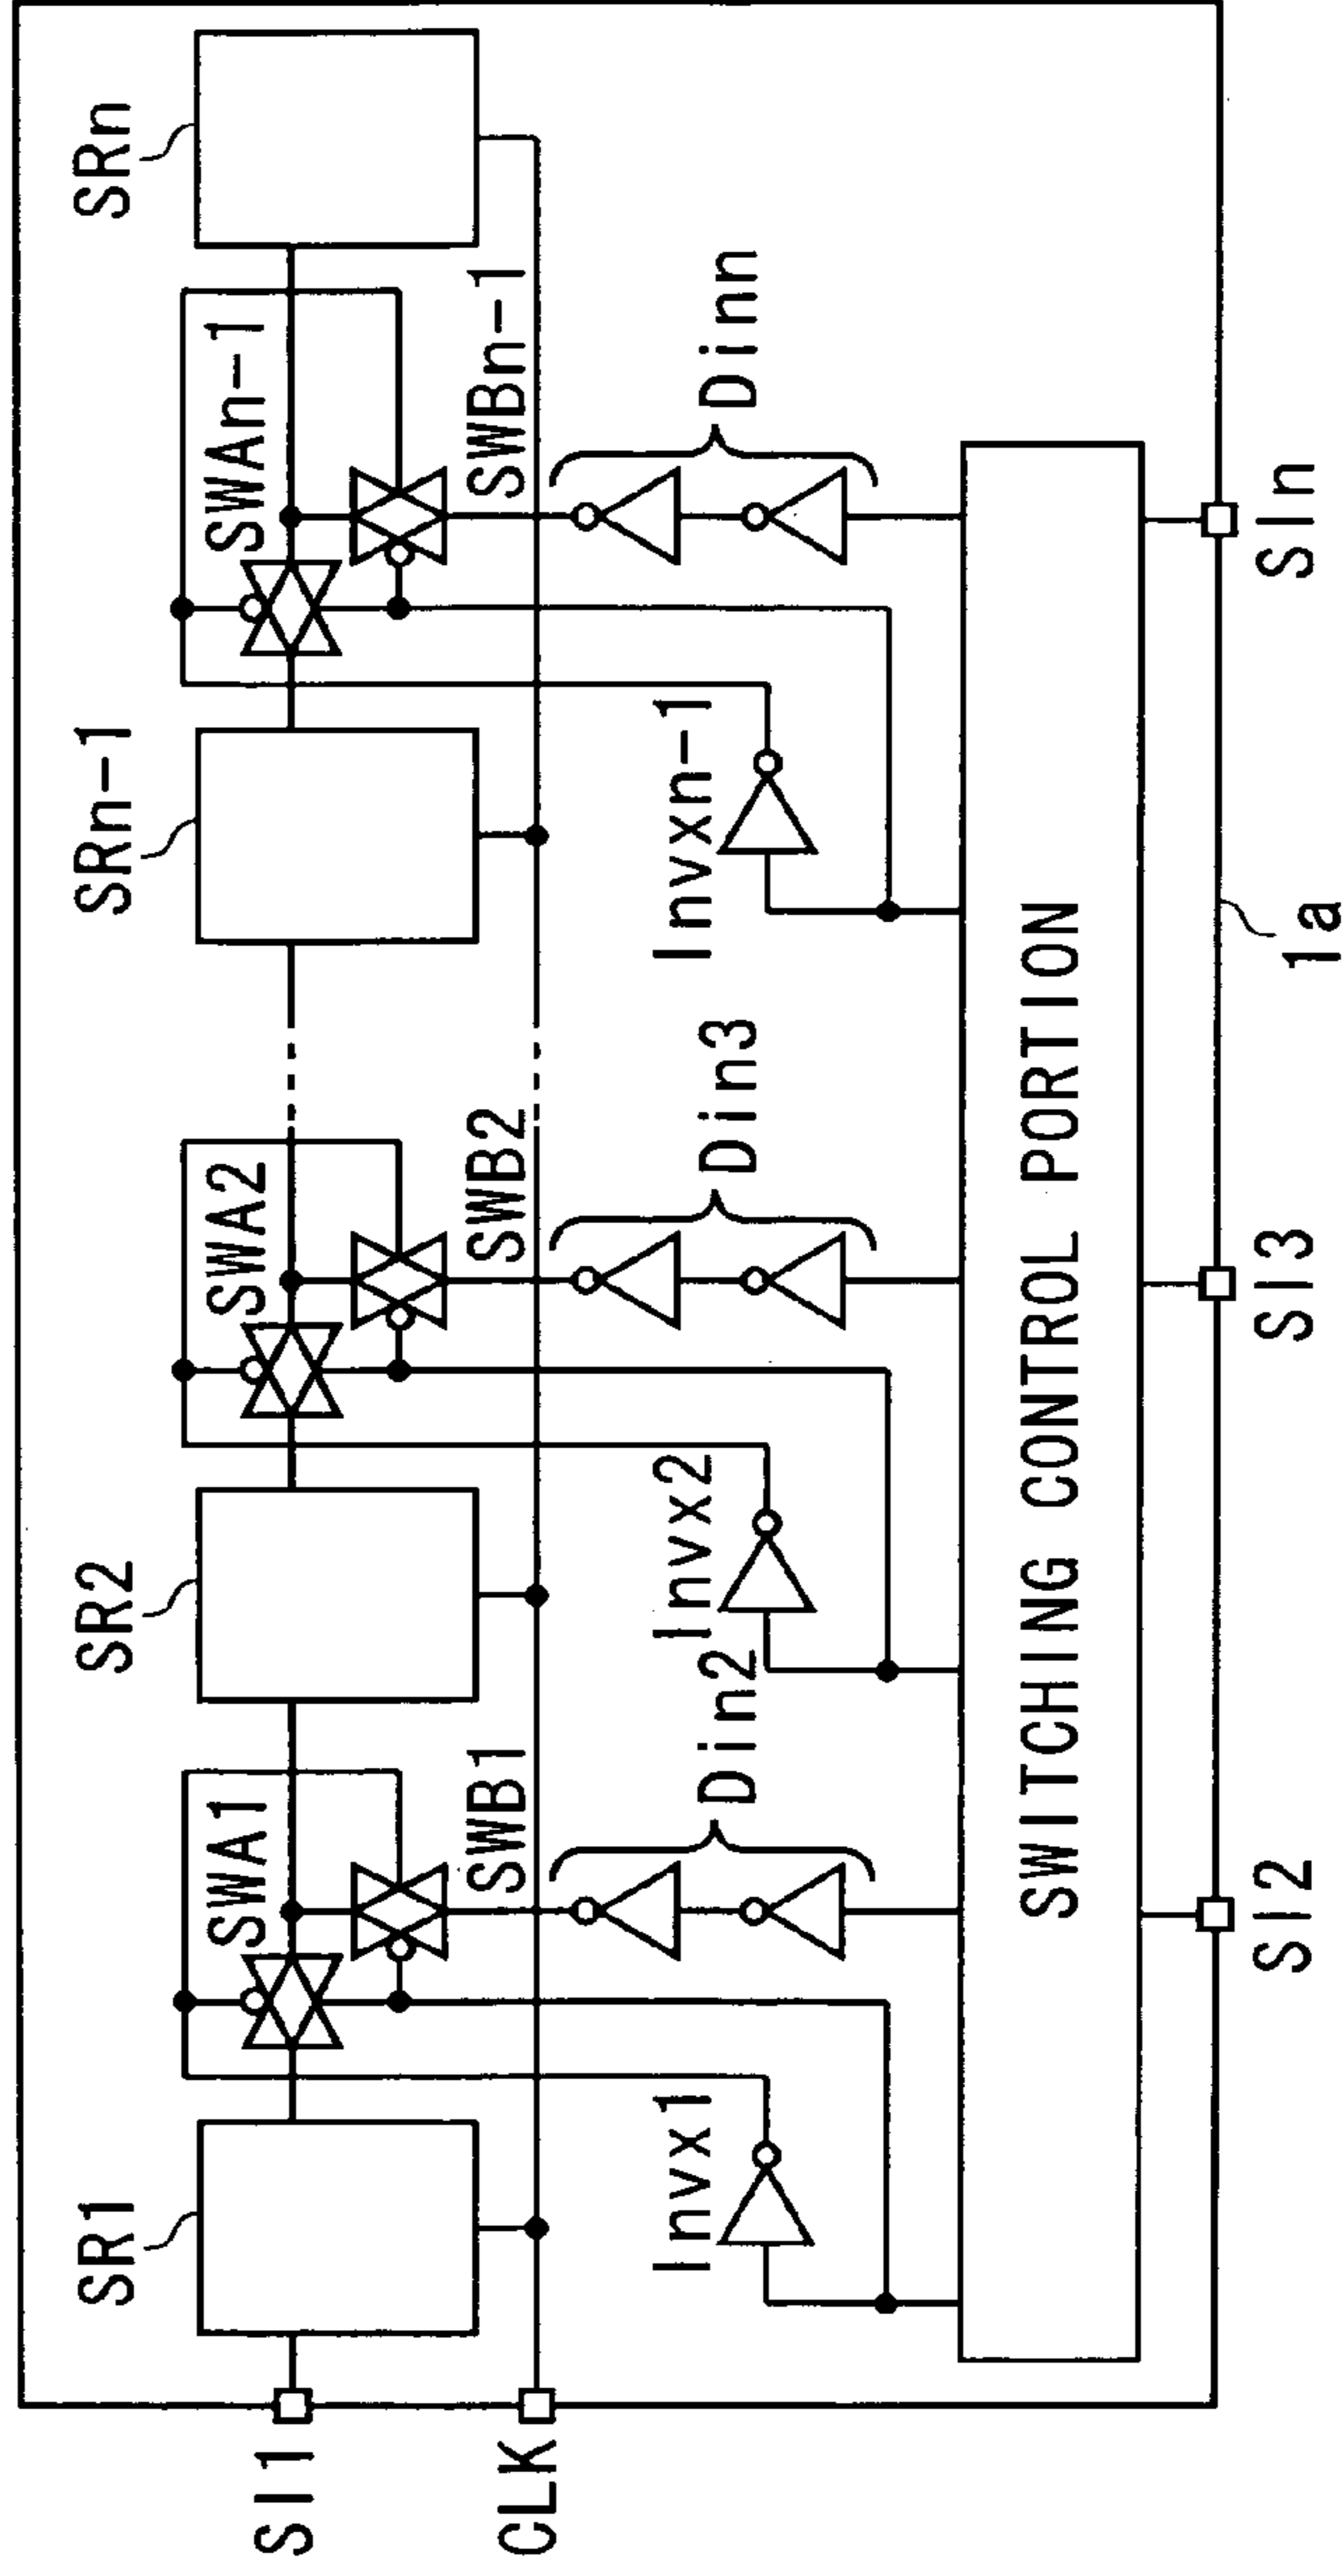 SR1
SR2
SRn-1
SRn
SWA1
SWA2
SWAn-1
SI1
SWB1
SWB2
SWBn-1
CLK
Invx1
Din2
Invx2
Din3
Invxn-1
Dinn
SWITCHING CONTROL PORTION
SI2
SI3
1a
SIn